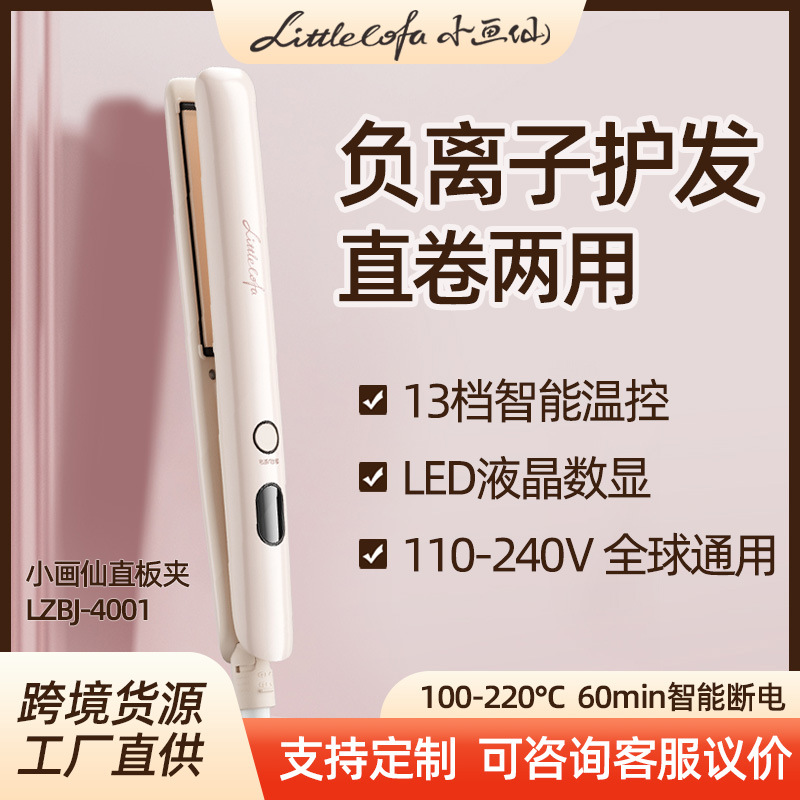 Littlelofa 小画仙
负离子护发
直卷两用
Littlelofa
13档智能温控
LED液晶数显
110-240V 全球通用
小画仙直板夹
LZBJ-4001
100-220℃ 60min智能断电
跨境货源
工厂直供
支持定制 可咨询客服议价